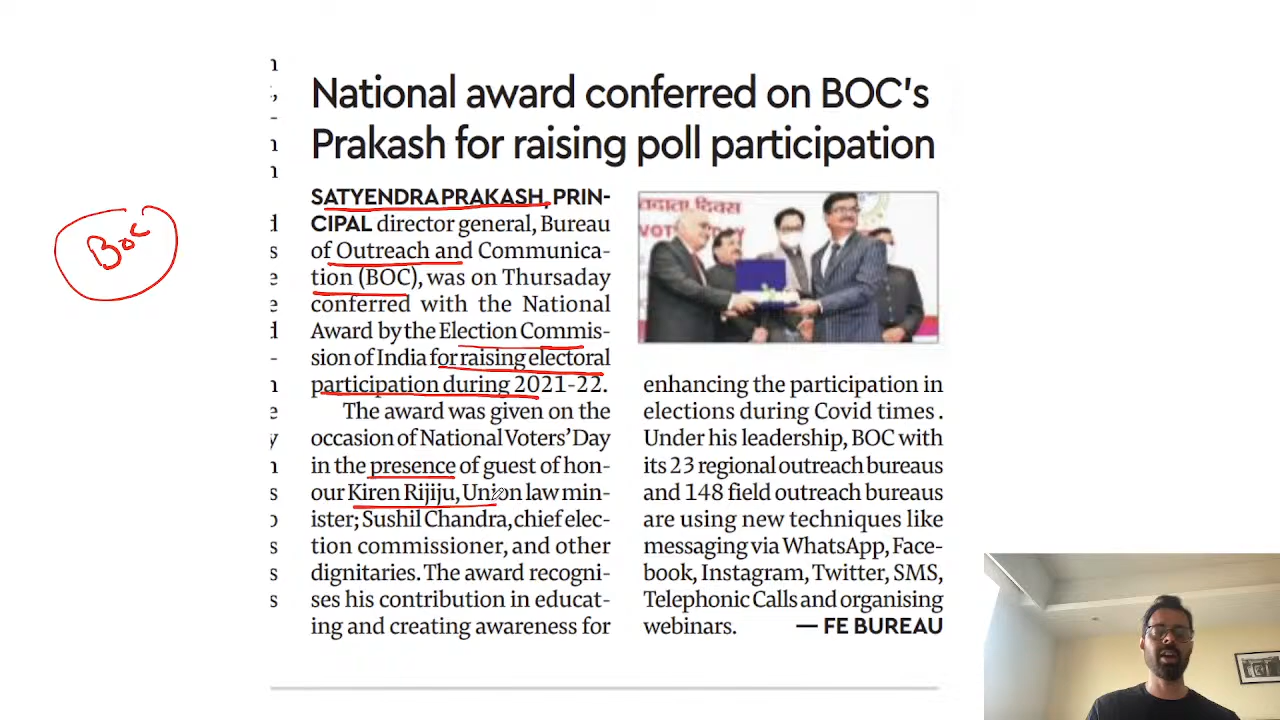 National award conferred on BOC's
Prakash for raising poll participation
Boc
SATYENDRA PRAKASH, PRIN-
CIPAL director general, Bureau
of Outreach and Communica-
tion (BOC), was on Thursaday
conferred with the National
Award by the Election Commis-
sion of India for raising electoral
participation during 2021-22.
The award was given on the
occasion of National Voters' Day
in the presence of guest of hon-
our Kiren Rijiju, Union law min-
ister; Sushil Chandra, chief elec-
tion commissioner, and other
dignitaries. The award recogni-
ses his contribution in educat-
ing and creating awareness for
enhancing the participation in
elections during Covid times.
Under his leadership, BOC with
its 23 regional outreach bureaus
and 148 field outreach bureaus
are using new techniques like
messaging via WhatsApp, Face-
book, Instagram, Twitter, SMS,
Telephonic Calls and organising
webinars. — FE BUREAU